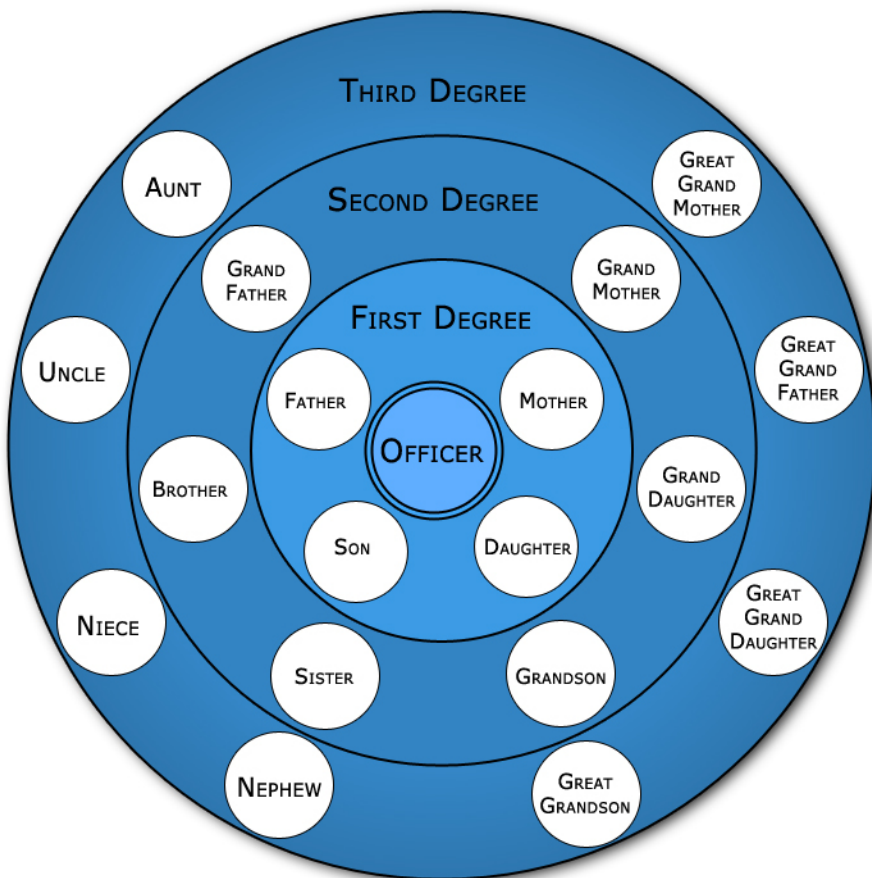 Third Degree
Aunt
Great
Grand
Mother
Second Degree
Grand
Father
Grand
Mother
First Degree
Uncle
Great
Grand
Father
Father
Mother
Officer
Brother
Grand
Daughter
Son
Daughter
Niece
Great
Grand
Daughter
Sister
Grandson
Nephew
Great
Grandson